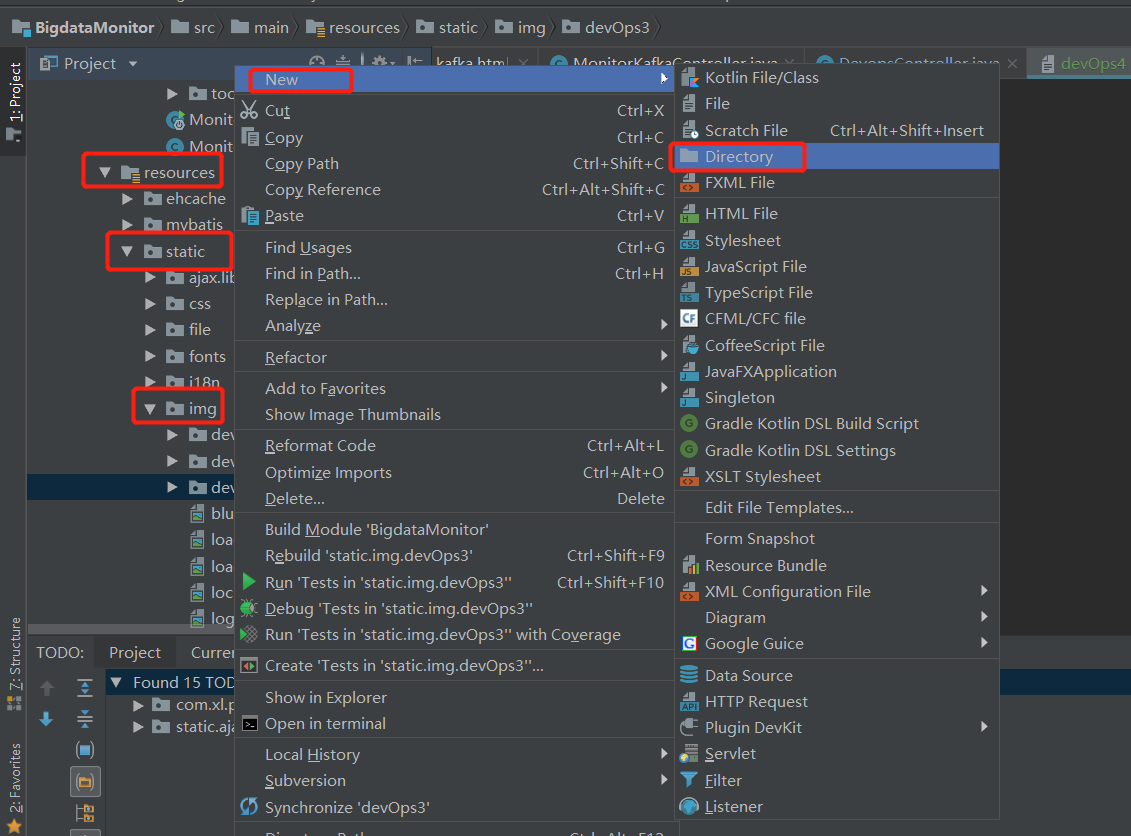 BigdataMonitor src main resources static img devOps3
1: Project
Project
kafka.html MonitorKafkaController.java DevopsController.java devOps4
Monit
Monit
resources
ehcache
mybatis
static
ajax.lib
css
file
fonts
i18n
img
dev
dev
dev
blu
loa
loa
loc
log
New
Cut Ctrl+X
Copy Ctrl+C
Copy Path Ctrl+Shift+C
Copy Reference Ctrl+Alt+Shift+C
Paste Ctrl+V
Find Usages Ctrl+G
Find in Path... Ctrl+H
Replace in Path...
Analyze
Refactor
Add to Favorites
Show Image Thumbnails
Reformat Code Ctrl+Alt+L
Optimize Imports Ctrl+Alt+O
Delete... Delete
Build Module 'BigdataMonitor'
Rebuild 'static.img.devOps3' Ctrl+Shift+F9
Run 'Tests in 'static.img.devOps3'' Ctrl+Shift+F10
Debug 'Tests in 'static.img.devOps3''
Run 'Tests in 'static.img.devOps3'' with Coverage
Create 'Tests in 'static.img.devOps3''...
Show in Explorer
Open in terminal
Local History
Subversion
Synchronize 'devOps3'
Kotlin File/Class
File
Scratch File Ctrl+Alt+Shift+Insert
Directory
FXML File
HTML File
Stylesheet
JavaScript File
TypeScript File
CFML/CFC file
CoffeeScript File
JavaFXApplication
Singleton
Gradle Kotlin DSL Build Script
Gradle Kotlin DSL Settings
XSLT Stylesheet
Edit File Templates...
Form Snapshot
Resource Bundle
XML Configuration File
Diagram
Google Guice
Data Source
HTTP Request
Plugin DevKit
Servlet
Filter
Listener
7: Structure
2: Favorites
TODO: Project Curren
Found 15 TOD
com.xl.p
static.aja